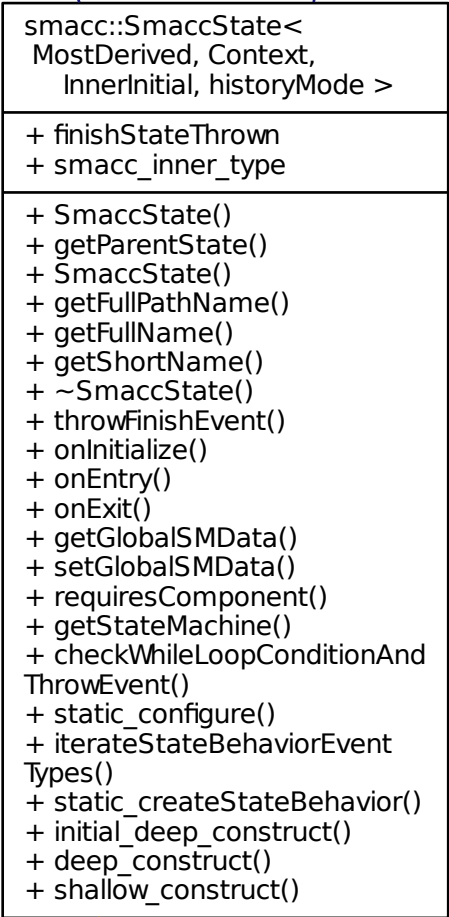 smacc::SmaccState<
MostDerived, Context,
InnerInitial, historyMode >
+ finishStateThrown
+ smacc_inner_type
+ SmaccState()
+ getParentState()
+ SmaccState()
+ getFullPathName()
+ getFullName()
+ getShortName()
+ ~SmaccState()
+ throwFinishEvent()
+ onInitialize()
+ onEntry()
+ onExit()
+ getGlobalSMData()
+ setGlobalSMData()
+ requiresComponent()
+ getStateMachine()
+ checkWhileLoopConditionAnd
ThrowEvent()
+ static_configure()
+ iterateStateBehaviorEvent
Types()
+ static_createStateBehavior()
+ initial_deep_construct()
+ deep_construct()
+ shallow_construct()